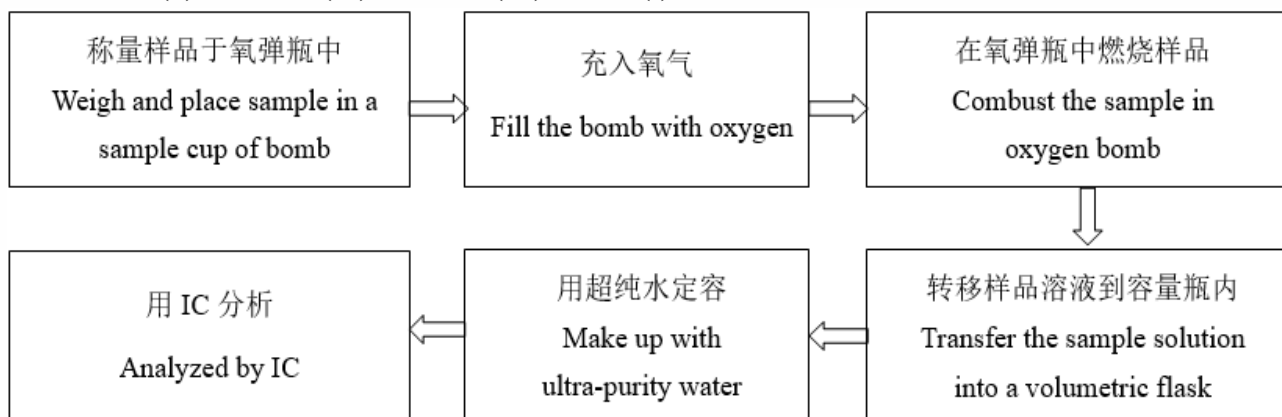 称量样品于氧弹瓶中
Weigh and place sample in a
sample cup of bomb
充入氧气
Fill the bomb with oxygen
在氧弹瓶中燃烧样品
Combust the sample in
oxygen bomb
转移样品溶液到容量瓶内
Transfer the sample solution
into a volumetric flask
用超纯水定容
Make up with
ultra-purity water
用 IC 分析
Analyzed by IC